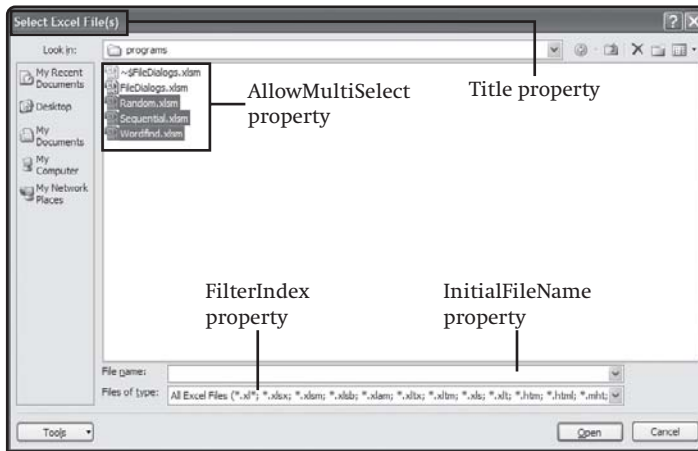 Select Excel File(s)
Look in:
programs
My Recent
Documents
Desktop
My
Documents
My
Computer
My Network
Places
~$FileDialogs.xlsm
FileDialogs.xlsm
Random.xlsm
Sequential.xlsm
Wordfind.xlsm
AllowMultiSelect
property
Title property
FilterIndex
property
InitialFileName
property
File name:
Files of type:
All Excel Files (*.xl*; *.xlsx; *.xlsm; *.xlsb; *.xlam; *.xltx; *.xltm; *.xls; *.xlt; *.htm; *.html; *.mht;
Tools
Open
Cancel